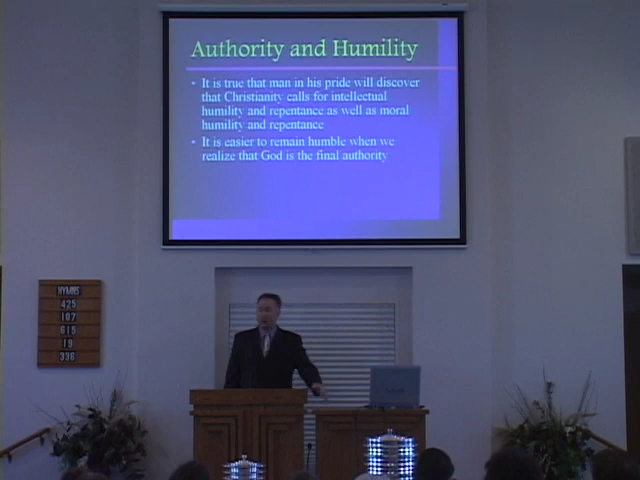 Authority and Humility
• It is true that man in his pride will discover
that Christianity calls for intellectual
humility and repentance as well as moral
humility and repentance
• It is easier to remain humble when we
realize that God is the final authority
HYMNS
425
187
615
19
336